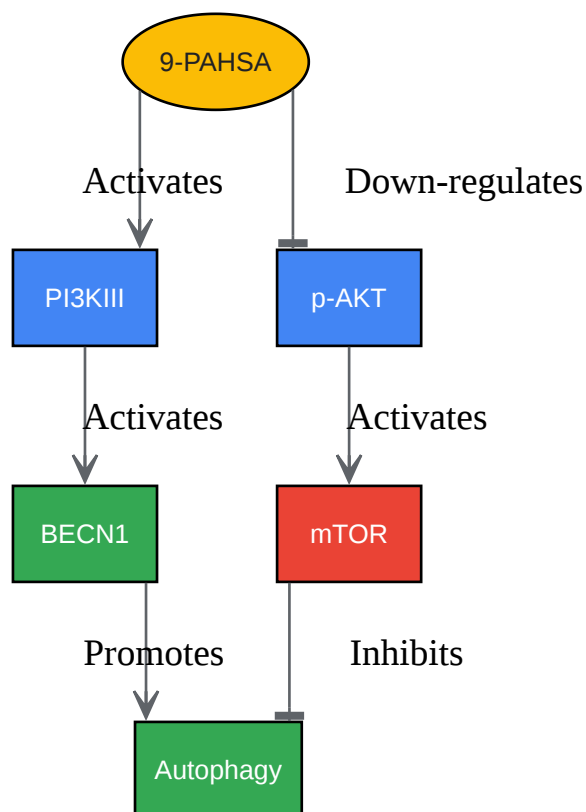 9-PAHSA
Activates
Down-regulates
PI3KIII
p-AKT
Activates
Activates
BECN1
mTOR
Promotes
Inhibits
Autophagy